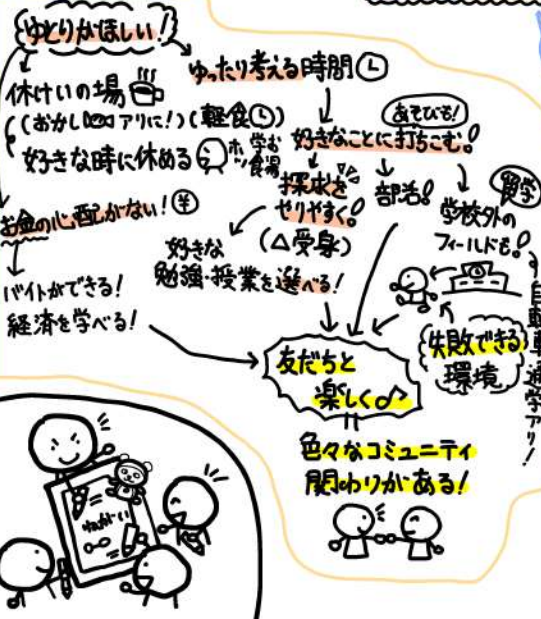 ゆとりがほしい!
休けいの場
(おかしアリに!)(軽食)
好きな時に休める
ホッ
学食
お金の心配がない!¥
バイトができる!
経済を学べる!
ゆったり考える時間
あそびも!
好きなことに打ちこむ!
探求を
やりやすく!
(△受身)
好きな
勉強・授業を選べる!
部活!
留学
学校外の
フィールドも!
自転車通学アリ!
失敗できる
環境
友だちと
楽しく♪
色々なコミュニティ
関わりがある!
ねがい